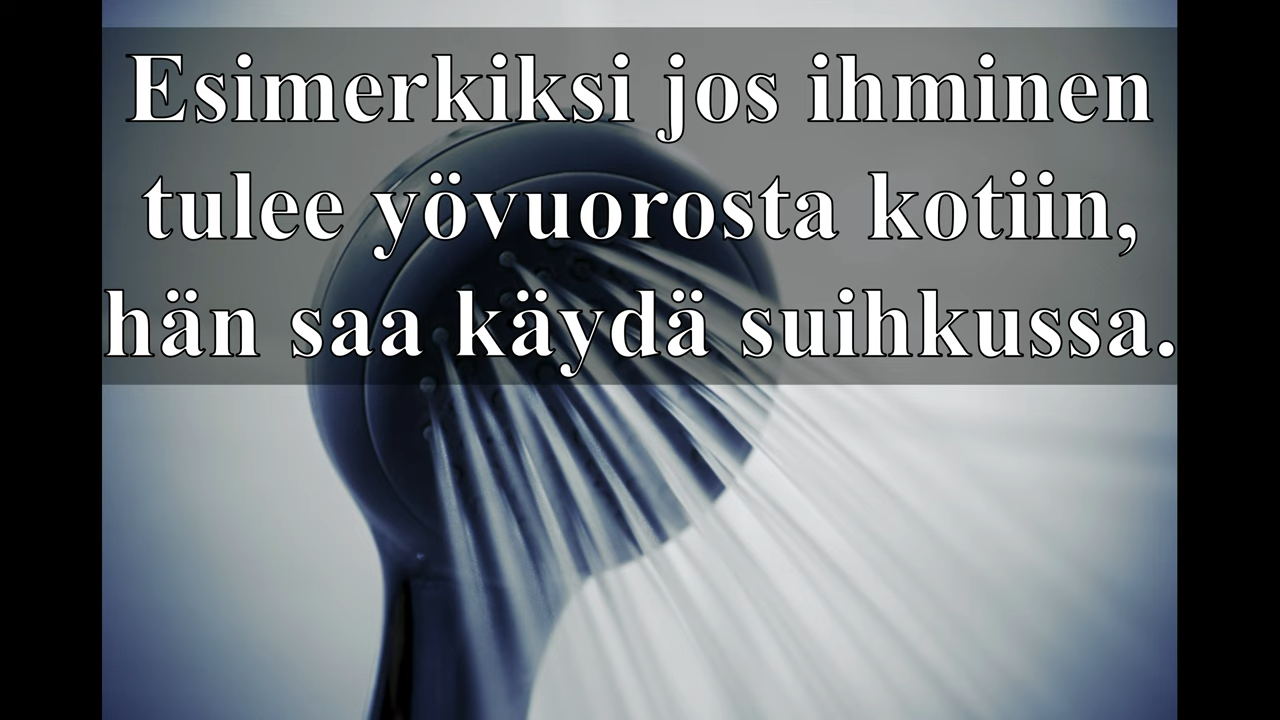 Esimerkiksi jos ihminen
tulee yövuorosta kotiin,
hän saa käydä suihkussa.